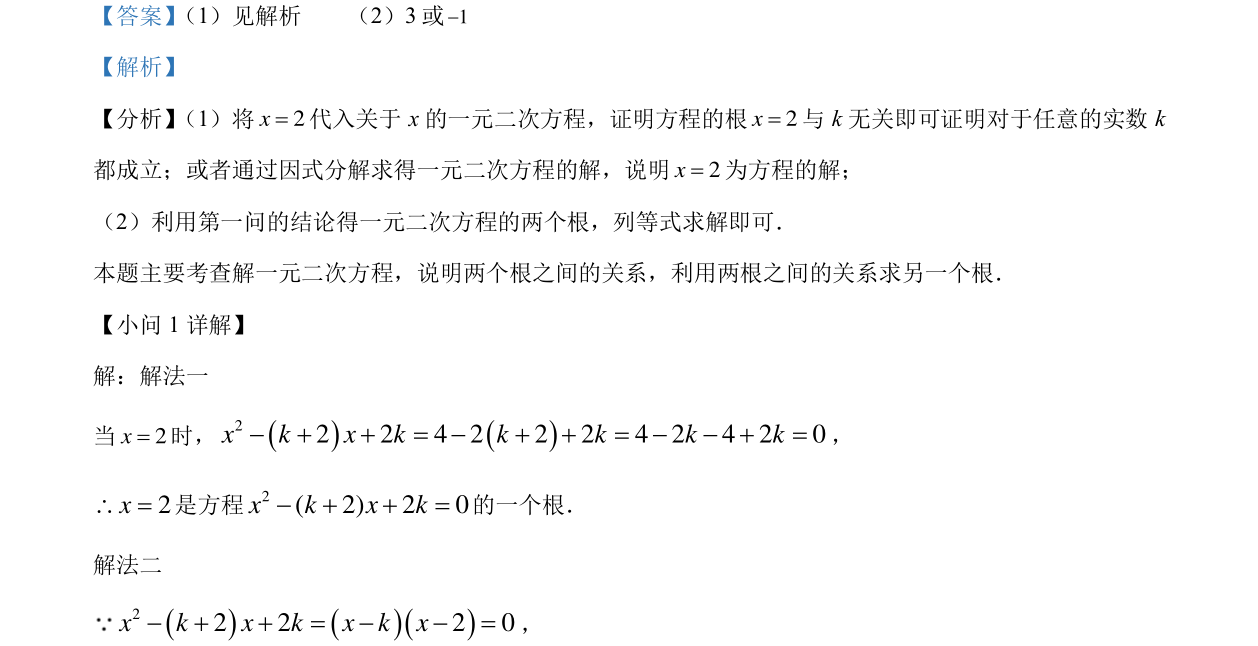 【答案】（1）见解析　　（2）3 或 −1
【解析】
【分析】（1）将 x = 2 代入关于 x 的一元二次方程，证明方程的根 x = 2 与 k 无关即可证明对于任意的实数 k
都成立；或者通过因式分解求得一元二次方程的解，说明 x = 2 为方程的解；
（2）利用第一问的结论得一元二次方程的两个根，列等式求解即可．
本题主要考查解一元二次方程，说明两个根之间的关系，利用两根之间的关系求另一个根．
【小问 1 详解】
解：解法一
当 x = 2 时，x² − (k + 2)x + 2k = 4 − 2(k + 2) + 2k = 4 − 2k − 4 + 2k = 0，
∴ x = 2 是方程 x² − (k + 2)x + 2k = 0 的一个根．
解法二
∵ x² − (k + 2)x + 2k = (x − k)(x − 2) = 0，